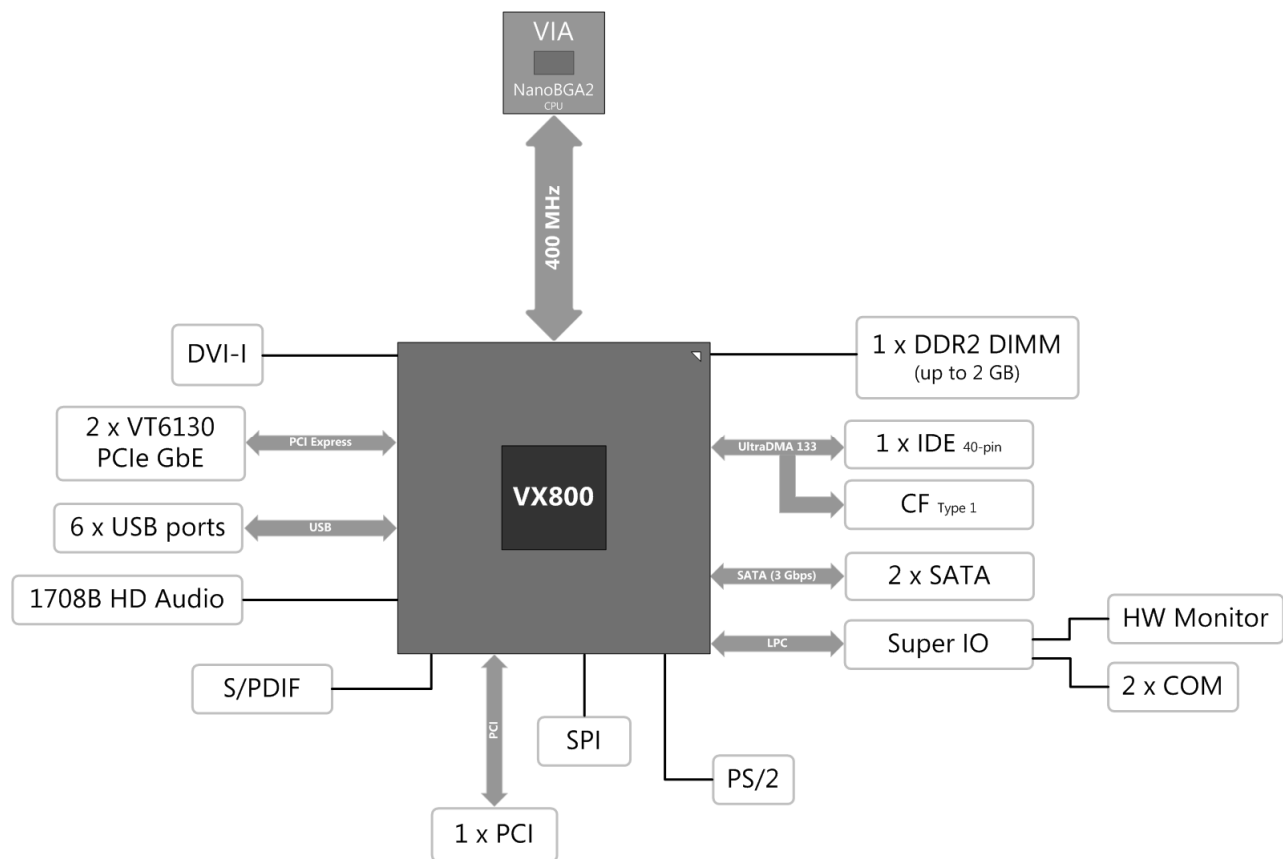 VIA
NanoBGA2
CPU
400 MHz
DVI-I
1 x DDR2 DIMM
(up to 2 GB)
2 x VT6130
PCIe GbE
PCI Express
UltraDMA 133
1 x IDE 40-pin
CF Type 1
VX800
6 x USB ports
USB
SATA (3 Gbps)
2 x SATA
1708B HD Audio
LPC
Super IO
HW Monitor
2 x COM
S/PDIF
PCI
SPI
PS/2
1 x PCI